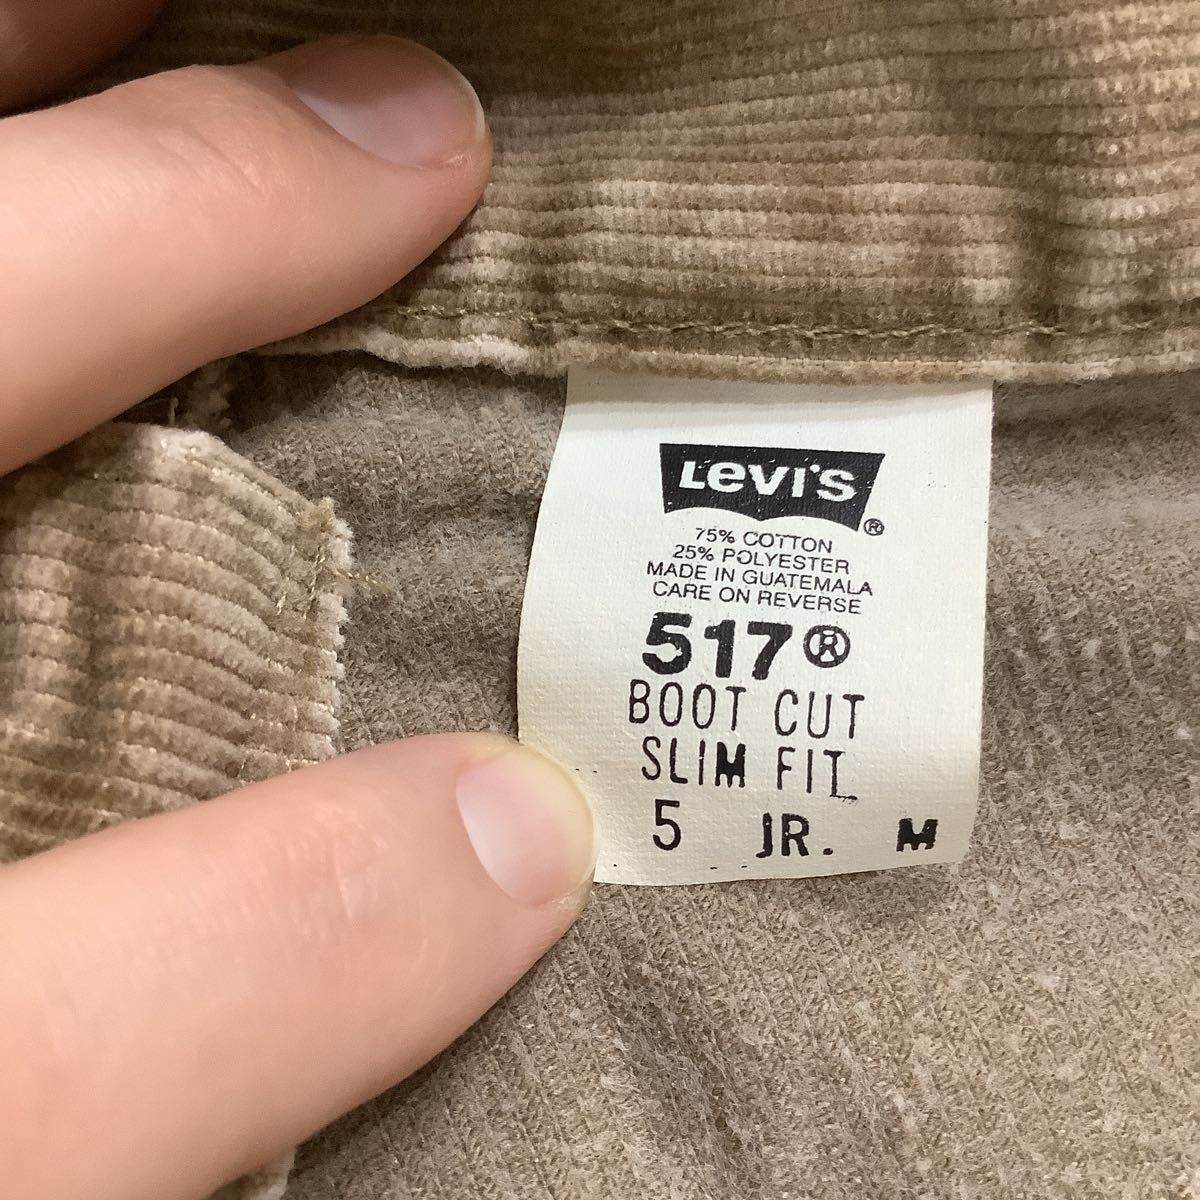 LEVI'S®
75% COTTON
25% POLYESTER
MADE IN GUATEMALA
CARE ON REVERSE
517®
BOOT CUT
SLIM FIT
5 JR. M